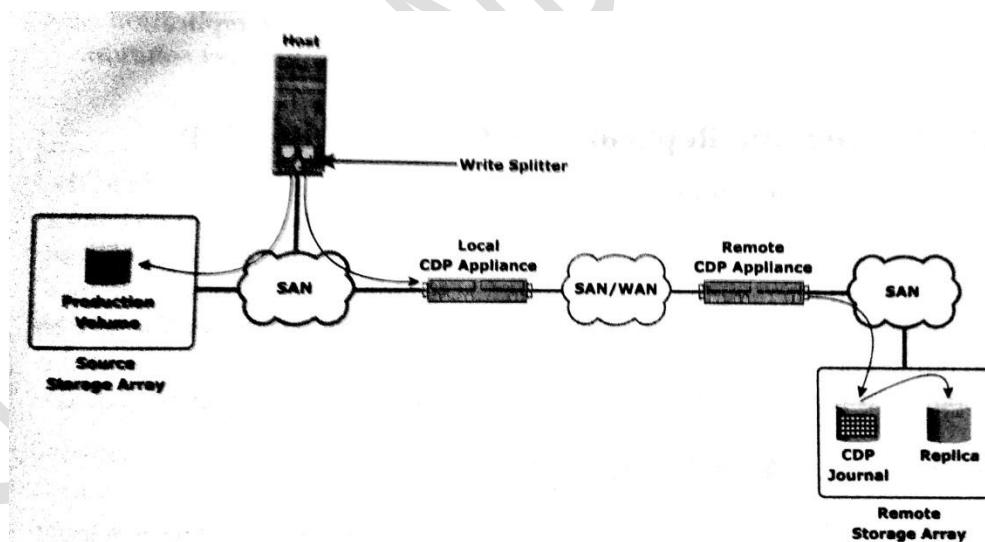 Host
Write Splitter
Local
CDP Appliance
Remote
CDP Appliance
SAN
SAN/WAN
SAN
Production
Volume
Source
Storage Array
CDP
Journal
Replica
Remote
Storage Array